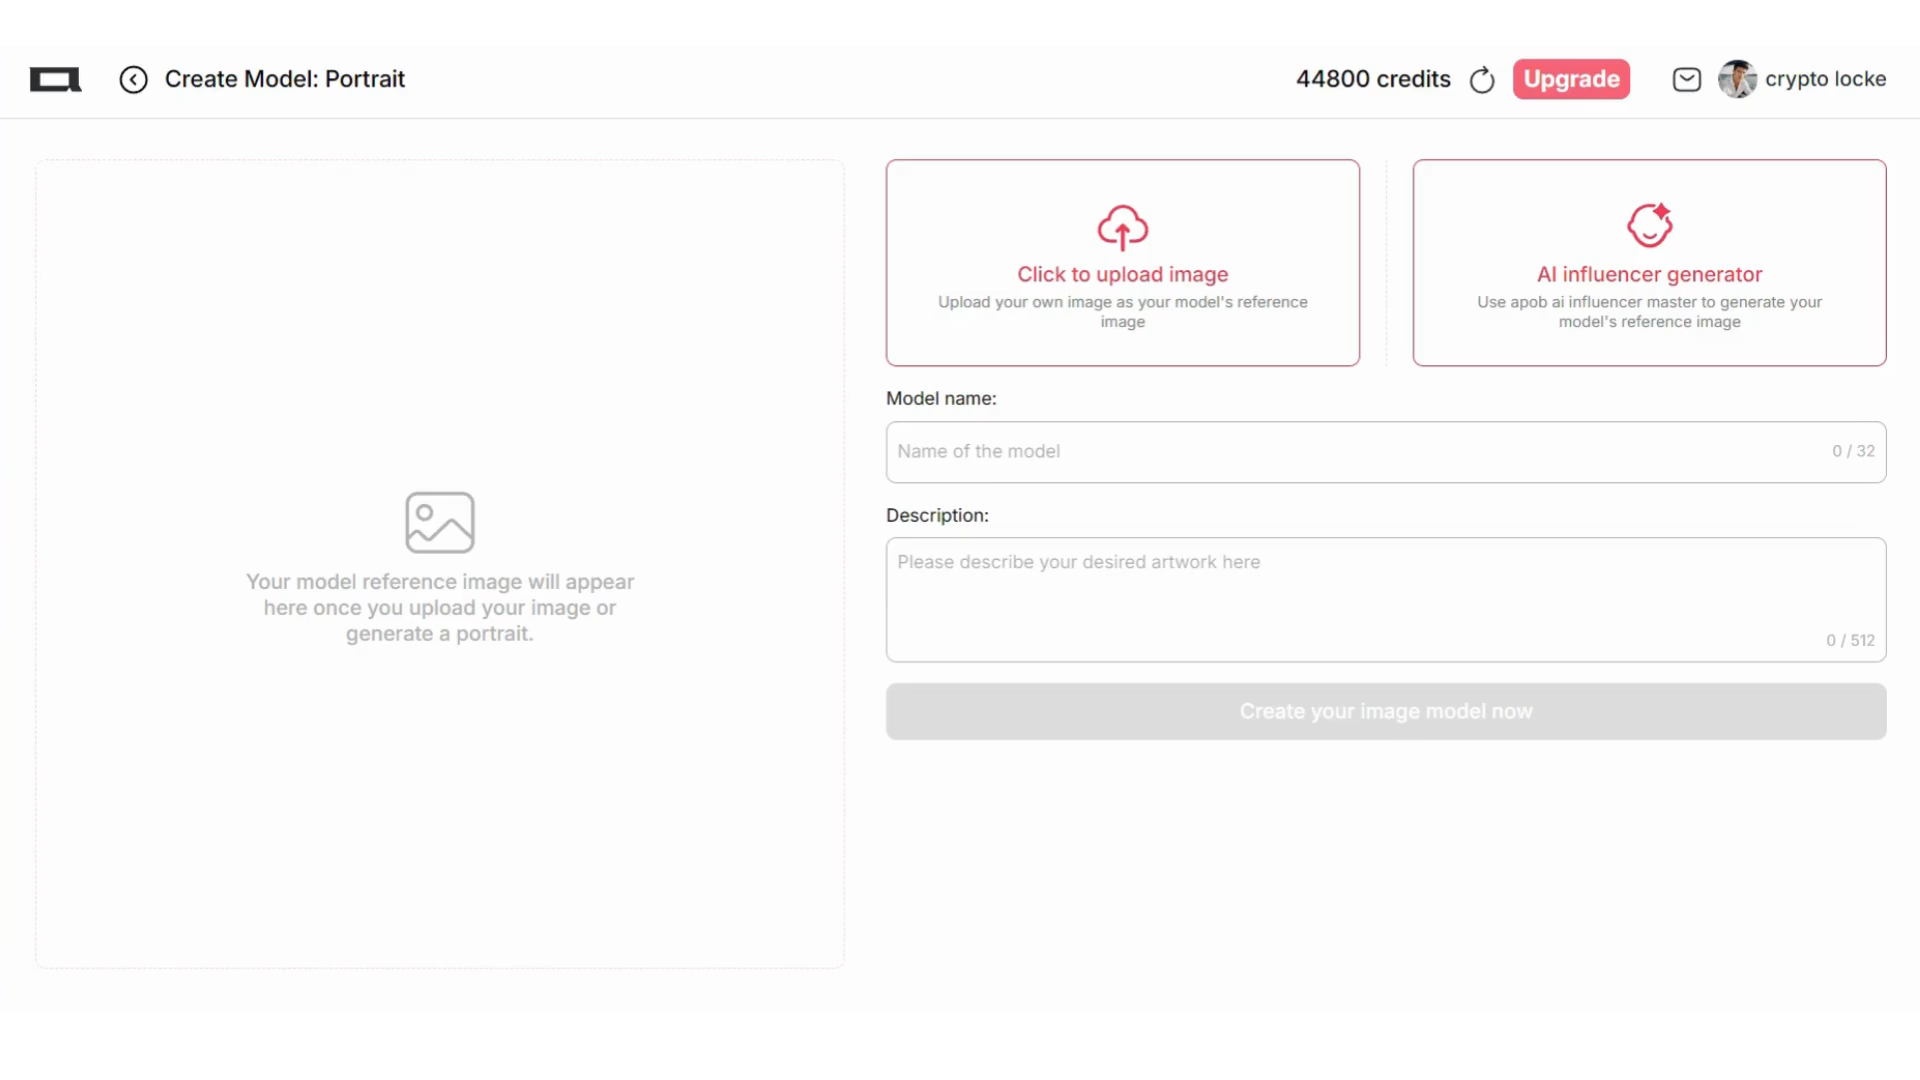 Create Model: Portrait
44800 credits
Upgrade
crypto locke
Click to upload image
Upload your own image as your model's reference
image
AI influencer generator
Use apob ai influencer master to generate your
model's reference image
Model name:
Name of the model
0 / 32
Description:
Please describe your desired artwork here
0 / 512
Your model reference image will appear
here once you upload your image or
generate a portrait.
Create your image model now